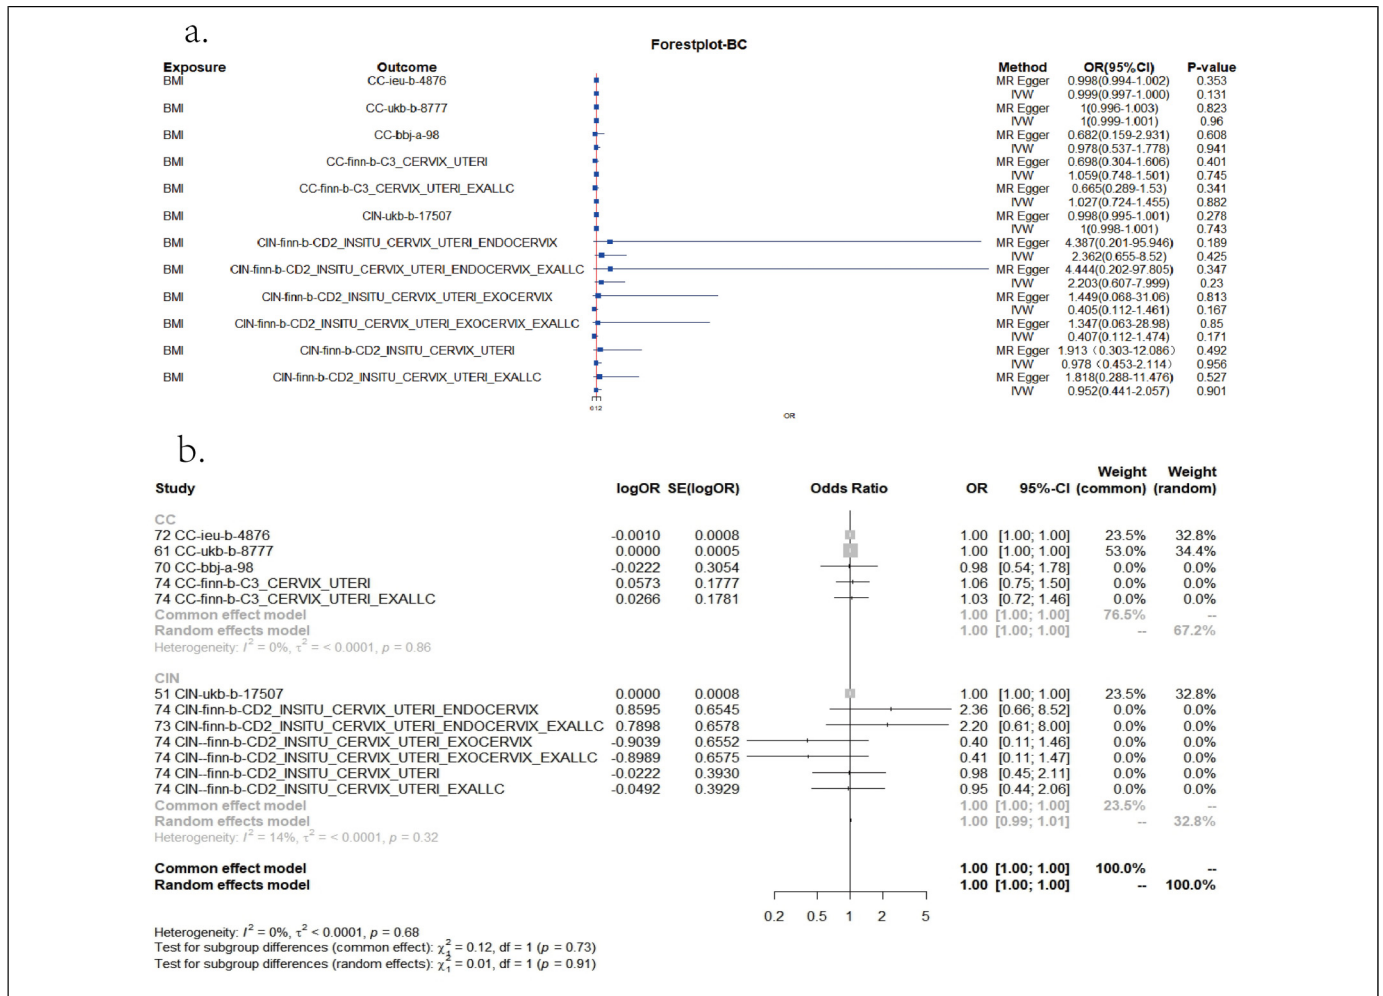 a.
Forestplot-BC
Exposure Outcome Method OR(95%CI) P-value
BMI CC-ieu-b-4876 MR Egger 0.998(0.994-1.002) 0.353
IVW 0.999(0.997-1.000) 0.131
BMI CC-ukb-b-8777 MR Egger 1(0.996-1.003) 0.823
IVW 1(0.999-1.001) 0.96
BMI CC-bbj-a-98 MR Egger 0.682(0.159-2.931) 0.608
IVW 0.978(0.537-1.778) 0.941
BMI CC-finn-b-C3_CERVIX_UTERI MR Egger 0.698(0.304-1.606) 0.401
IVW 1.059(0.748-1.501) 0.745
BMI CC-finn-b-C3_CERVIX_UTERI_EXALLC MR Egger 0.665(0.289-1.53) 0.341
IVW 1.027(0.724-1.455) 0.882
BMI CIN-ukb-b-17507 MR Egger 0.998(0.995-1.001) 0.278
IVW 1(0.998-1.001) 0.743
BMI CIN-finn-b-CD2_INSITU_CERVIX_UTERI_ENDOCERVIX MR Egger 4.387(0.201-95.946) 0.189
IVW 2.362(0.655-8.52) 0.425
BMI CIN-finn-b-CD2_INSITU_CERVIX_UTERI_ENDOCERVIX_EXALLC MR Egger 4.444(0.202-97.805) 0.347
IVW 2.203(0.607-7.999) 0.23
BMI CIN-finn-b-CD2_INSITU_CERVIX_UTERI_EXOCERVIX MR Egger 1.449(0.068-31.06) 0.813
IVW 0.405(0.112-1.461) 0.167
BMI CIN-finn-b-CD2_INSITU_CERVIX_UTERI_EXOCERVIX_EXALLC MR Egger 1.347(0.063-28.98) 0.85
IVW 0.407(0.112-1.474) 0.171
BMI CIN-finn-b-CD2_INSITU_CERVIX_UTERI MR Egger 1.913（0.303-12.086） 0.492
IVW 0.978（0.453-2.114） 0.956
BMI CIN-finn-b-CD2_INSITU_CERVIX_UTERI_EXALLC MR Egger 1.818(0.288-11.476) 0.527
IVW 0.952(0.441-2.057) 0.901
12
OR
b.
Weight Weight
Study logOR SE(logOR) Odds Ratio OR 95%-CI (common) (random)
CC
72 CC-ieu-b-4876 -0.0010 0.0008 1.00 [1.00; 1.00] 23.5% 32.8%
61 CC-ukb-b-8777 0.0000 0.0005 1.00 [1.00; 1.00] 53.0% 34.4%
70 CC-bbj-a-98 -0.0222 0.3054 0.98 [0.54; 1.78] 0.0% 0.0%
74 CC-finn-b-C3_CERVIX_UTERI 0.0573 0.1777 1.06 [0.75; 1.50] 0.0% 0.0%
74 CC-finn-b-C3_CERVIX_UTERI_EXALLC 0.0266 0.1781 1.03 [0.72; 1.46] 0.0% 0.0%
Common effect model 1.00 [1.00; 1.00] 76.5% --
Random effects model 1.00 [1.00; 1.00] -- 67.2%
Heterogeneity: I² = 0%, τ² = < 0.0001, p = 0.86
CIN
51 CIN-ukb-b-17507 0.0000 0.0008 1.00 [1.00; 1.00] 23.5% 32.8%
74 CIN-finn-b-CD2_INSITU_CERVIX_UTERI_ENDOCERVIX 0.8595 0.6545 2.36 [0.66; 8.52] 0.0% 0.0%
73 CIN-finn-b-CD2_INSITU_CERVIX_UTERI_ENDOCERVIX_EXALLC 0.7898 0.6578 2.20 [0.61; 8.00] 0.0% 0.0%
74 CIN--finn-b-CD2_INSITU_CERVIX_UTERI_EXOCERVIX -0.9039 0.6552 0.40 [0.11; 1.46] 0.0% 0.0%
74 CIN--finn-b-CD2_INSITU_CERVIX_UTERI_EXOCERVIX_EXALLC -0.8989 0.6575 0.41 [0.11; 1.47] 0.0% 0.0%
74 CIN--finn-b-CD2_INSITU_CERVIX_UTERI -0.0222 0.3930 0.98 [0.45; 2.11] 0.0% 0.0%
74 CIN--finn-b-CD2_INSITU_CERVIX_UTERI_EXALLC -0.0492 0.3929 0.95 [0.44; 2.06] 0.0% 0.0%
Common effect model 1.00 [1.00; 1.00] 23.5% --
Random effects model 1.00 [0.99; 1.01] -- 32.8%
Heterogeneity: I² = 14%, τ² = < 0.0001, p = 0.32
Common effect model 1.00 [1.00; 1.00] 100.0% --
Random effects model 1.00 [1.00; 1.00] -- 100.0%
0.2 0.5 1 2 5
Heterogeneity: I² = 0%, τ² < 0.0001, p = 0.68
Test for subgroup differences (common effect): χ²₁ = 0.12, df = 1 (p = 0.73)
Test for subgroup differences (random effects): χ²₁ = 0.01, df = 1 (p = 0.91)